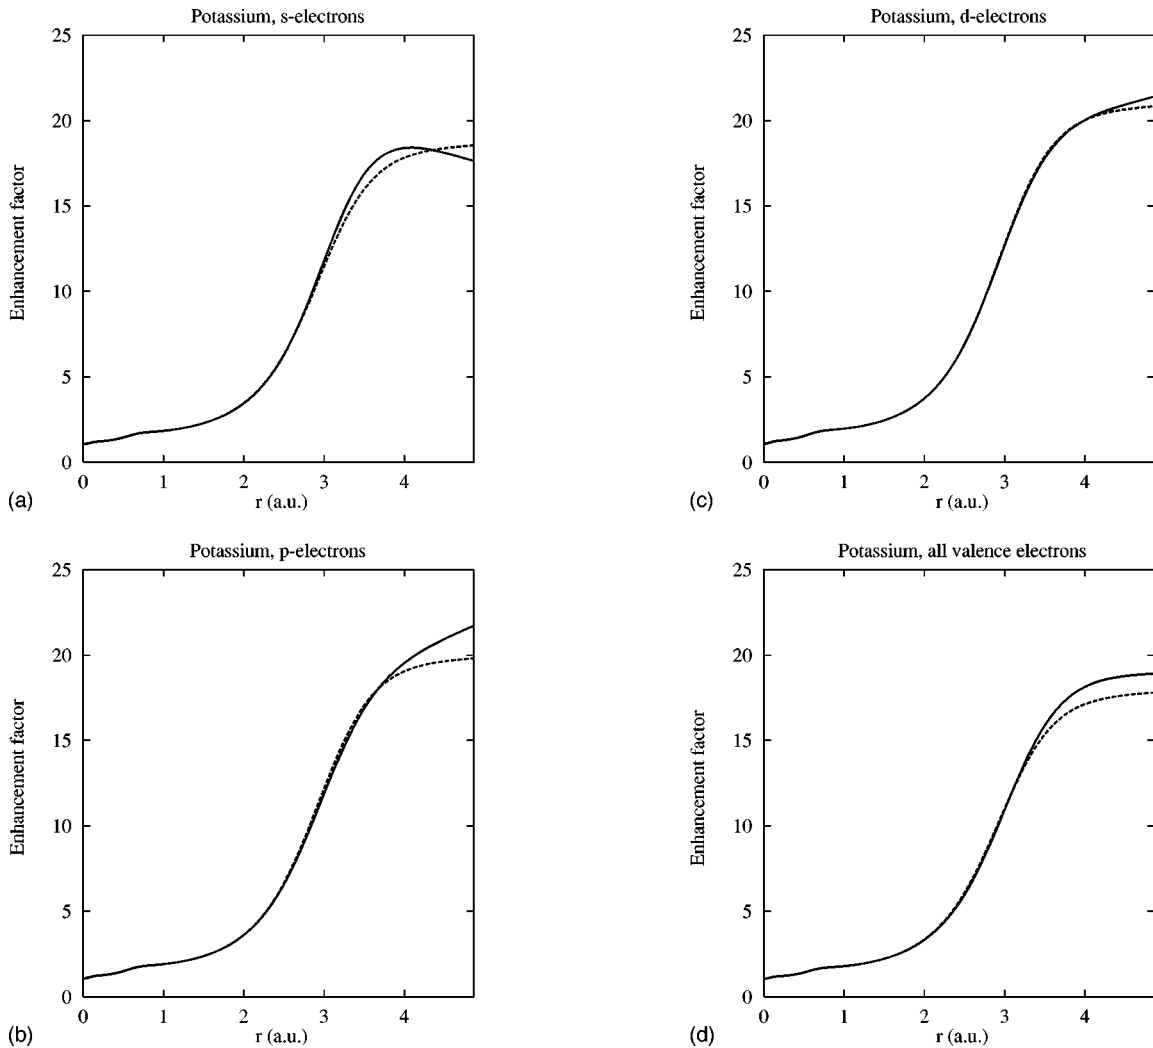 Potassium, s-electrons
25
20
15
10
5
0
Enhancement factor
0 1 2 3 4
r (a.u.)
(a)
Potassium, d-electrons
25
20
15
10
5
0
Enhancement factor
0 1 2 3 4
r (a.u.)
(c)
Potassium, p-electrons
25
20
15
10
5
0
Enhancement factor
0 1 2 3 4
r (a.u.)
(b)
Potassium, all valence electrons
25
20
15
10
5
0
Enhancement factor
0 1 2 3 4
r (a.u.)
(d)